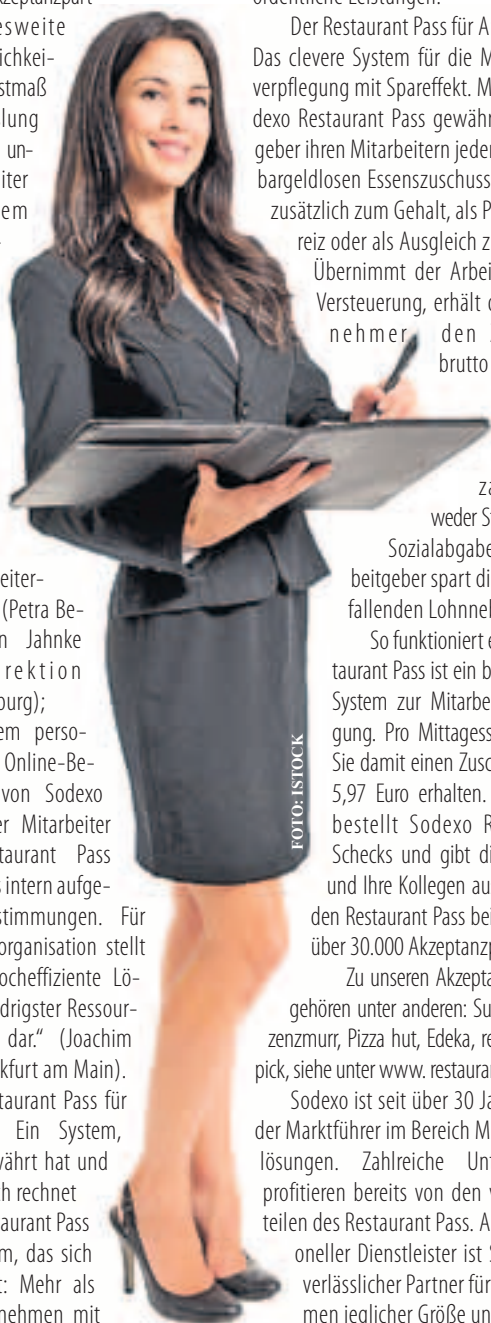 zeptanzpart
esweite
ichkei-
stmaß
lung
un-
iter
em
-
eiter-
(Petra Be-
n Jahnke
rektion
burg);
em perso-
Online-Be-
von Sodexo
er Mitarbeiter
taurant Pass
s intern aufge-
stimmungen. Für
organisation stellt
ocheffiziente Lö-
drigster Ressour-
dar.“ (Joachim
kfurt am Main).
taurant Pass für
Ein System,
währt hat und
ch rechnet
aurant Pass
m, das sich
t: Mehr als
nehmen mit
FOTO: ISTOCK
ordentliche Leistungen.
Der Restaurant Pass für A
Das clevere System für die M
verpflegung mit Spareffekt. M
dexo Restaurant Pass gewähr
geber ihren Mitarbeitern jeden
bargeldlosen Essenszuschuss
zusätzlich zum Gehalt, als P
reiz oder als Ausgleich z
Übernimmt der Arbei
Versteuerung, erhält d
nehmer den
brutto
za
weder St
Sozialabgabe
beitgeber spart di
fallenden Lohnnel
So funktioniert e
taurant Pass ist ein b
System zur Mitarbe
gung. Pro Mittagess
Sie damit einen Zusc
5,97 Euro erhalten.
bestellt Sodexo R
Schecks und gibt di
und Ihre Kollegen au
den Restaurant Pass bei
über 30.000 Akzeptanzp
Zu unseren Akzepta
gehören unter anderen: Su
zenzmurr, Pizza hut, Edeka, re
pick, siehe unter www. restaurar
Sodexo ist seit über 30 Ja
der Marktführer im Bereich M
lösungen. Zahlreiche Unt
profitieren bereits von den v
teilen des Restaurant Pass. A
oneller Dienstleister ist S
verlässlicher Partner für
men jeglicher Größe un